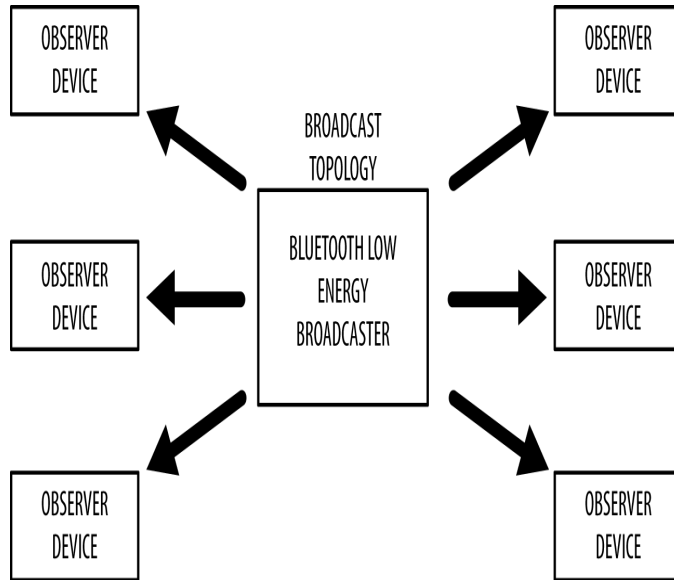 OBSERVER
DEVICE
OBSERVER
DEVICE
BROADCAST
TOPOLOGY
OBSERVER
DEVICE
BLUETOOTH LOW
ENERGY
BROADCASTER
OBSERVER
DEVICE
OBSERVER
DEVICE
OBSERVER
DEVICE